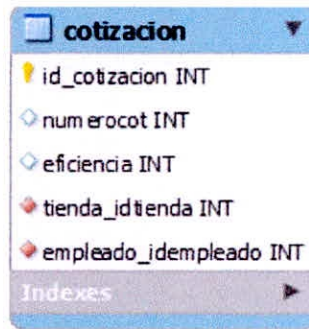 cotizacion
id_cotizacion INT
numerocot INT
eficiencia INT
tienda_idtienda INT
empleado_idempleado INT
Indexes